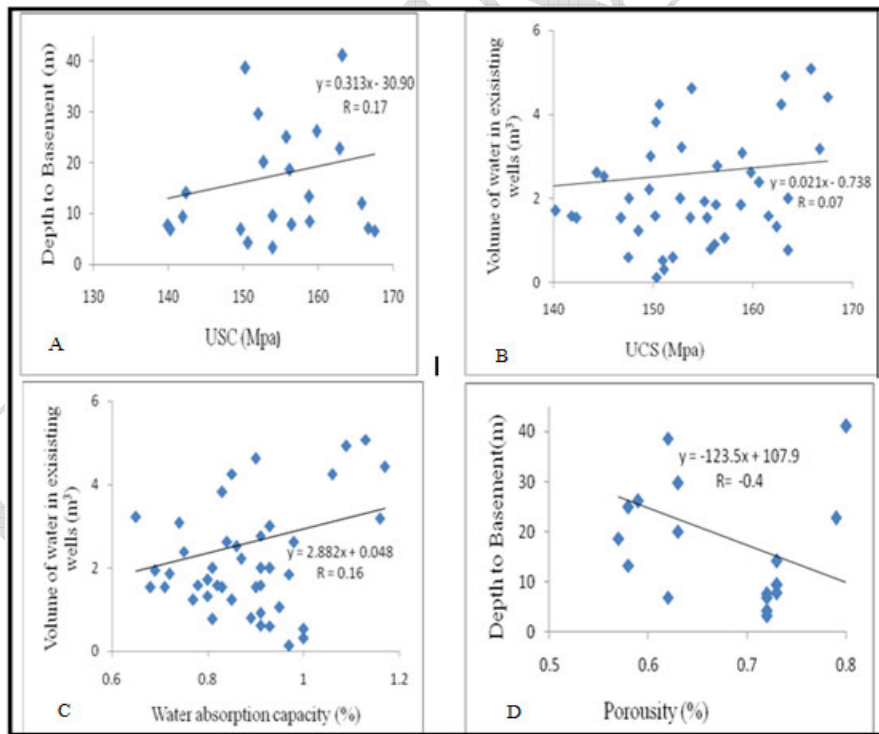 Depth to Basement (m)
40
30
20
10
0
y = 0.313x - 30.90
R = 0.17
130 140 150 160 170
USC (Mpa)
A
Volume of water in exisisting
wells (m³)
6
4
2
0
y = 0.021x - 0.738
R = 0.07
140 150 160 170
UCS (Mpa)
B
Volume of water in exisisting
wells (m³)
6
4
2
0
y = 2.882x + 0.048
R = 0.16
0.6 0.8 1 1.2
Water absorption capacity (%)
C
Depth to Basement(m)
40
30
20
10
0
y = -123.5x + 107.9
R= -0.4
0.5 0.6 0.7 0.8
Porousity (%)
D